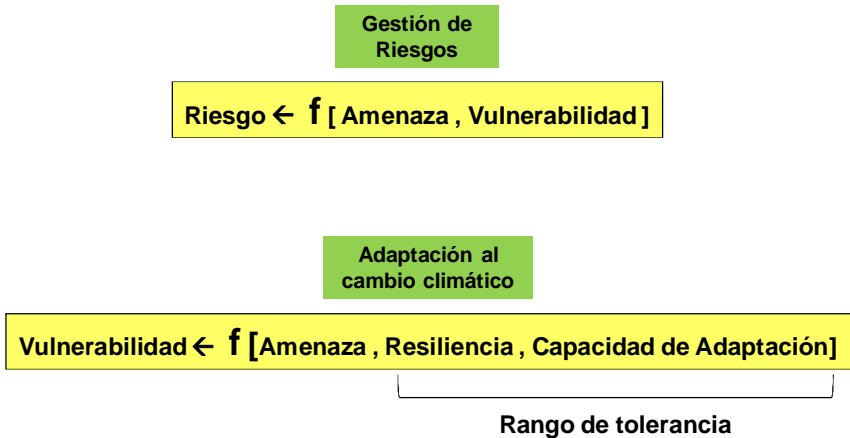 Gestión de
Riesgos
Riesgo ← f [ Amenaza , Vulnerabilidad ]
Adaptación al
cambio climático
Vulnerabilidad ← f [Amenaza , Resiliencia , Capacidad de Adaptación]
Rango de tolerancia